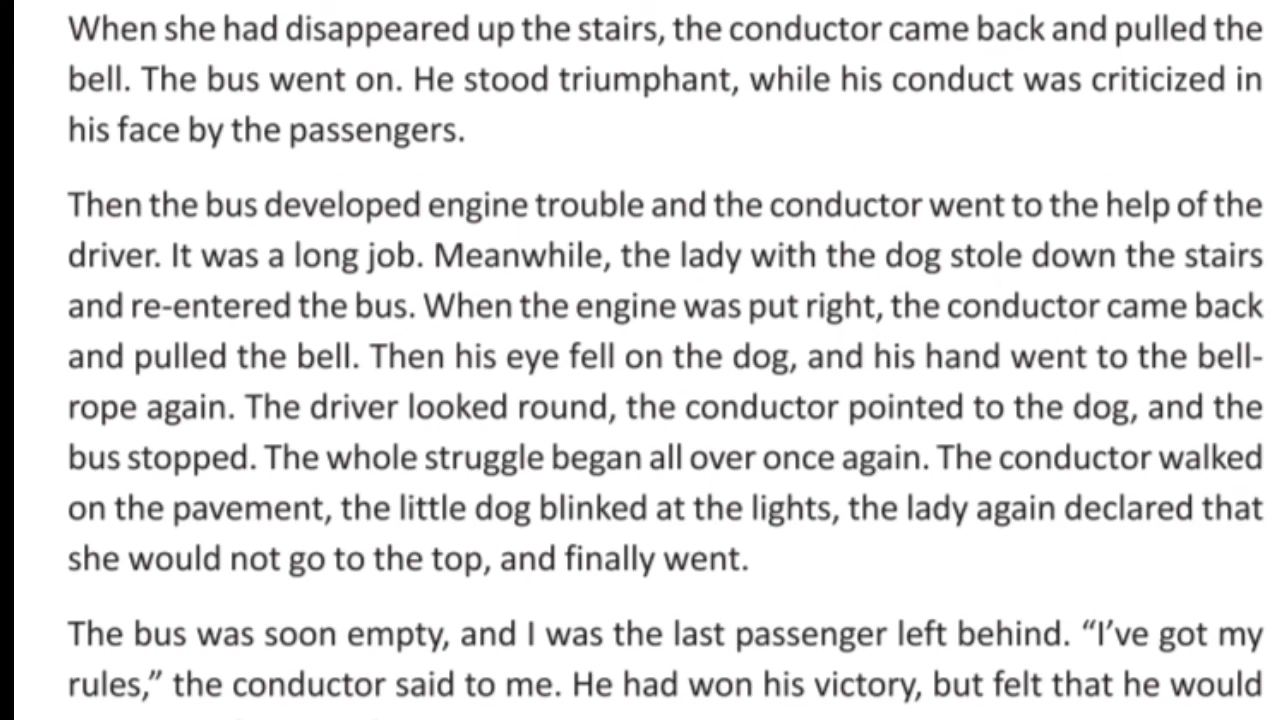 When she had disappeared up the stairs, the conductor came back and pulled the
bell. The bus went on. He stood triumphant, while his conduct was criticized in
his face by the passengers.
Then the bus developed engine trouble and the conductor went to the help of the
driver. It was a long job. Meanwhile, the lady with the dog stole down the stairs
and re-entered the bus. When the engine was put right, the conductor came back
and pulled the bell. Then his eye fell on the dog, and his hand went to the bell-
rope again. The driver looked round, the conductor pointed to the dog, and the
bus stopped. The whole struggle began all over once again. The conductor walked
on the pavement, the little dog blinked at the lights, the lady again declared that
she would not go to the top, and finally went.
The bus was soon empty, and I was the last passenger left behind. “I’ve got my
rules,” the conductor said to me. He had won his victory, but felt that he would